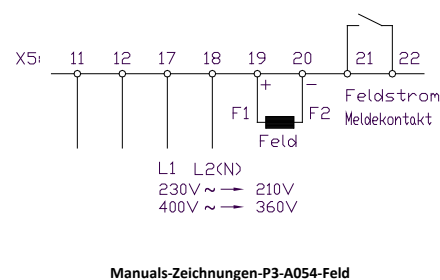 X5: 11 12 17 18 19 20 21 22
+ −
F1 F2
Feld
Feldstrom
Meldekontakt
L1 L2(N)
230V ~ → 210V
400V ~ → 360V
Manuals-Zeichnungen-P3-A054-Feld